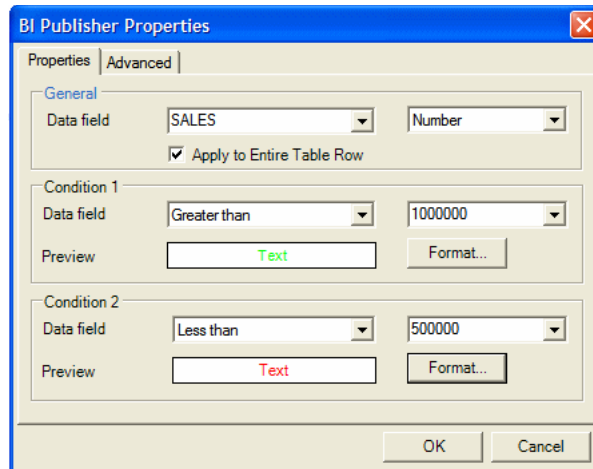 BI Publisher Properties
Properties Advanced
General
Data field SALES Number
Apply to Entire Table Row
Condition 1
Data field Greater than 1000000
Preview Text Format...
Condition 2
Data field Less than 500000
Preview Text Format...
OK Cancel